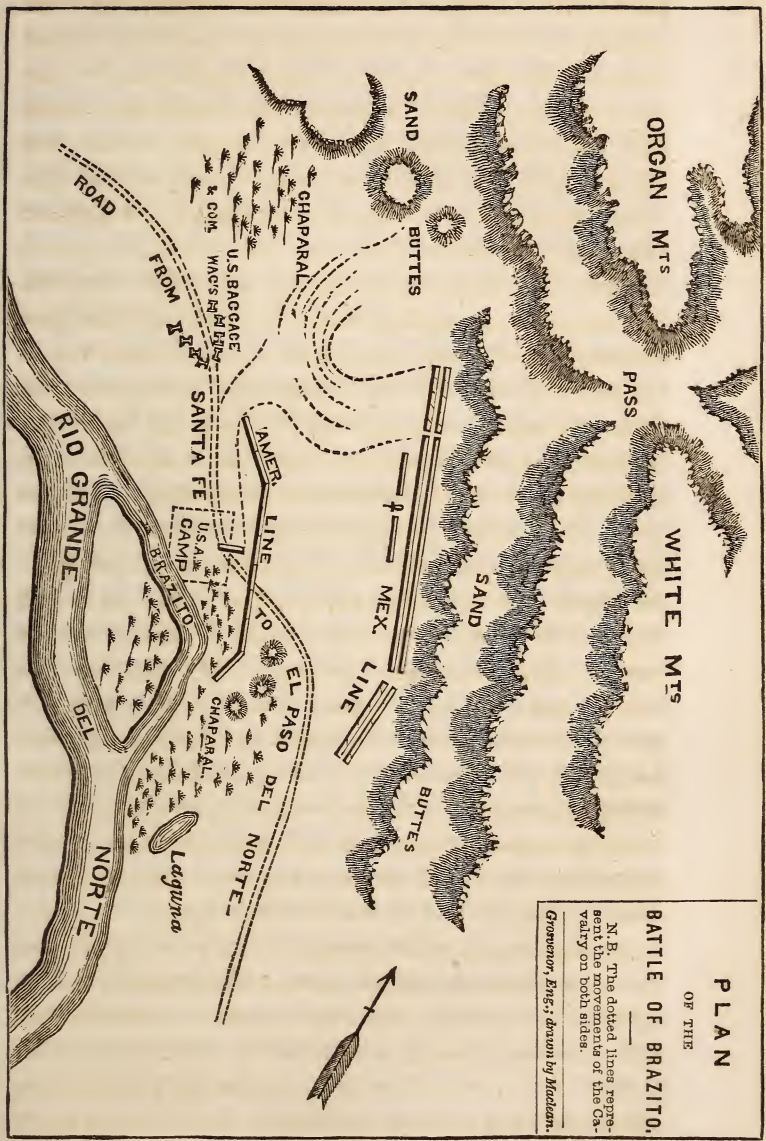 PLAN
OF THE
BATTLE OF BRAZITO.
N.B. The dotted lines repre-
sent the movements of the Ca-
valry on both sides.
Grosvenor, Eng.; drawn by Maclean.
ORGAN MTS
PASS
WHITE MTS
SAND BUTTES
SAND BUTTES
MEX. LINE
CHAPARAL
U.S. BAGGAGE
& COM. WAG'S
AMER. LINE
U.S.A.
CAMP
ROAD FROM SANTA FE TO EL PASO DEL NORTE
CHAPARAL
BRAZITO
Laguna
RIO GRANDE DEL NORTE